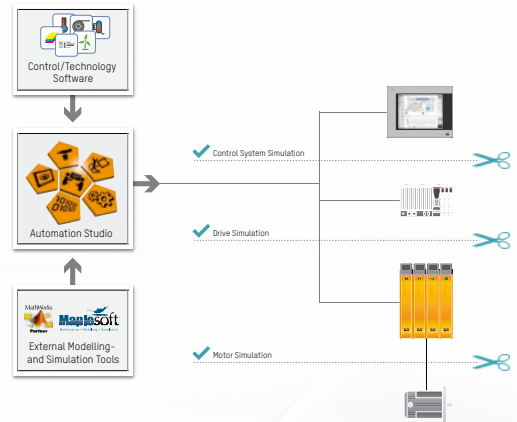 Control/Technology
Software
Control System Simulation
Automation Studio
Drive Simulation
MathWorks
Partner
Maplesoft
External Modelling-
and Simulation Tools
Motor Simulation